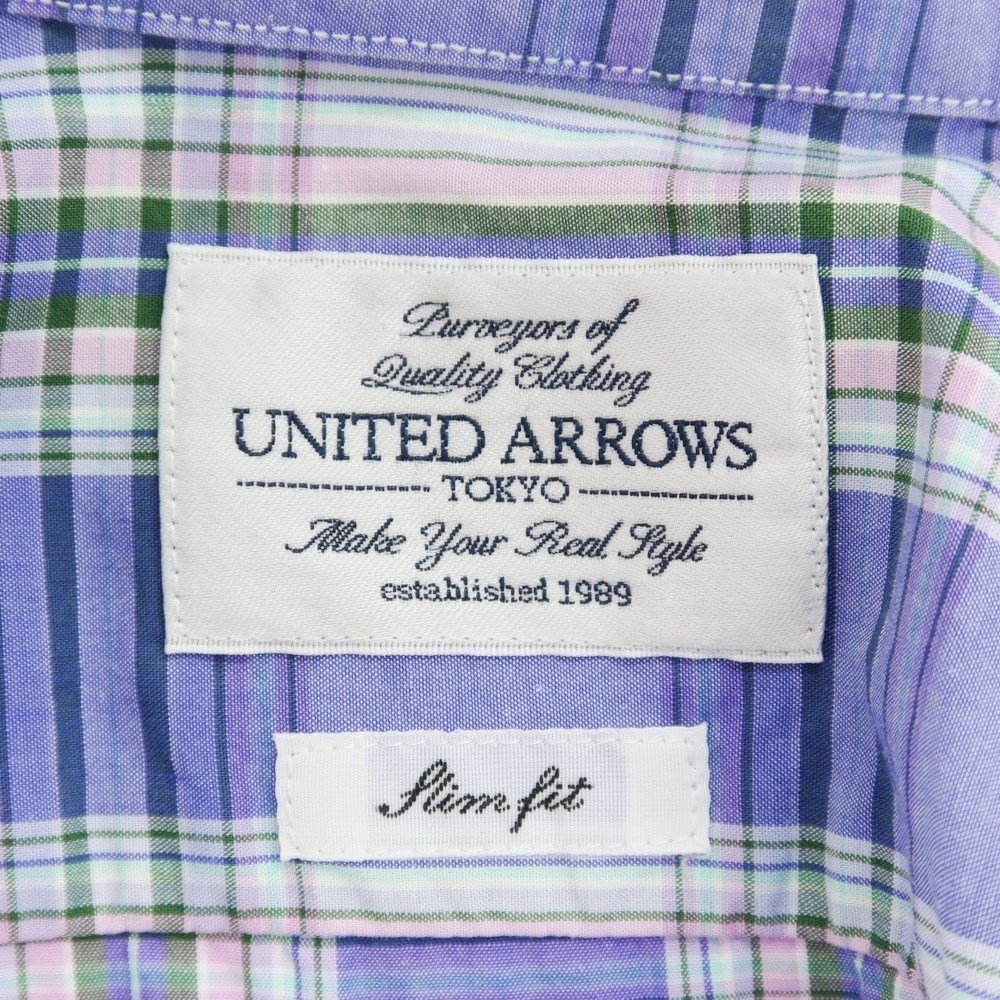 Purveyors of
Quality Clothing
UNITED ARROWS
TOKYO
Make Your Real Style
established 1989
Slim fit